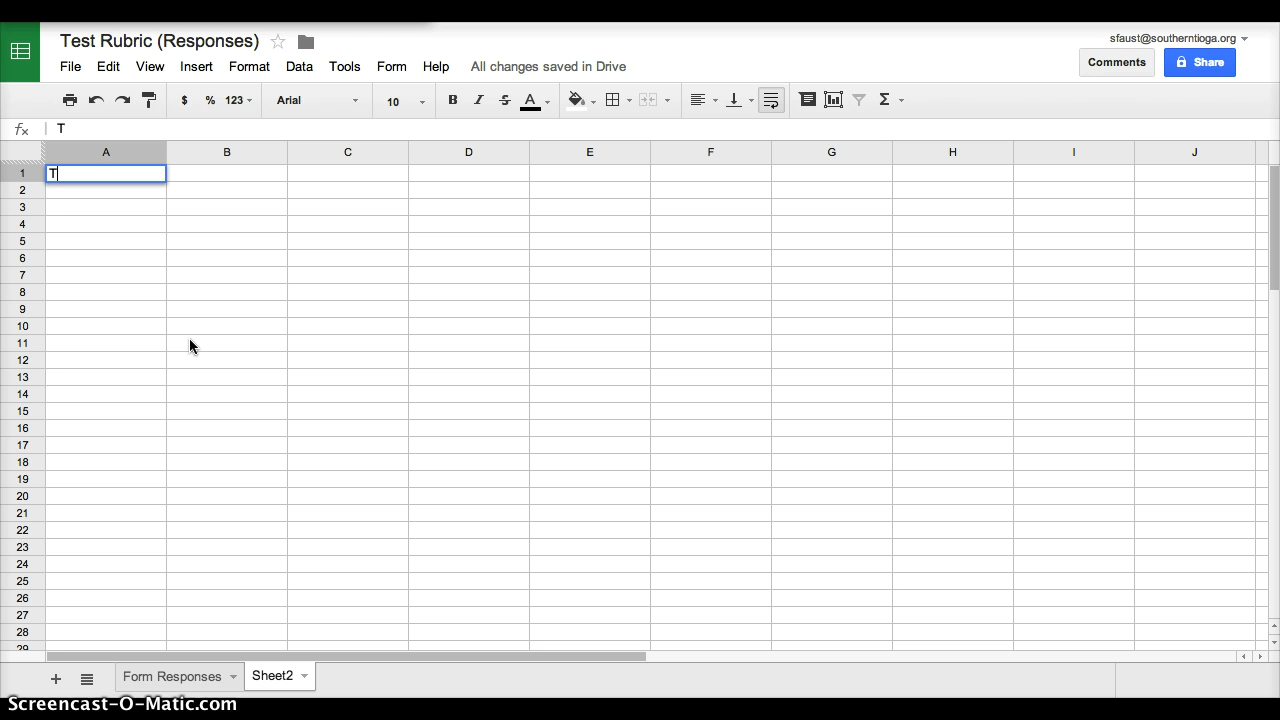 Test Rubric (Responses)
sfaust@southerntioga.org
File Edit View Insert Format Data Tools Form Help All changes saved in Drive
Comments Share
$ % 123 Arial 10 B I S A Σ
fx T
A B C D E F G H I J
1 T
2
3
4
5
6
7
8
9
10
11
12
13
14
15
16
17
18
19
20
21
22
23
24
25
26
27
28
29
+ Form Responses Sheet2
Screencast-O-Matic.com